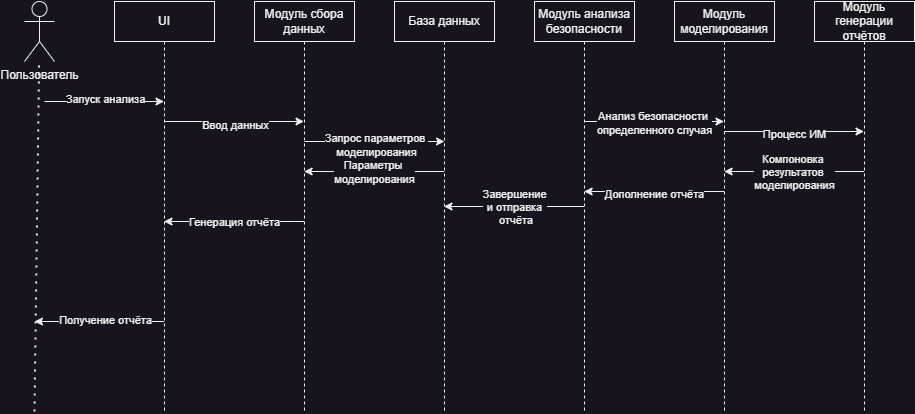 UI
Модуль сбора
данных
База данных
Модуль анализа
безопасности
Модуль
моделирования
Модуль
генерации
отчётов
Пользователь
Запуск анализа
Ввод данных
Анализ безопасности
определенного случая
Процесс ИМ
Запрос параметров
моделирования
Параметры
моделирования
Компоновка
результатов
моделирования
Дополнение отчёта
Завершение
и отправка
отчёта
Генерация отчёта
Получение отчёта